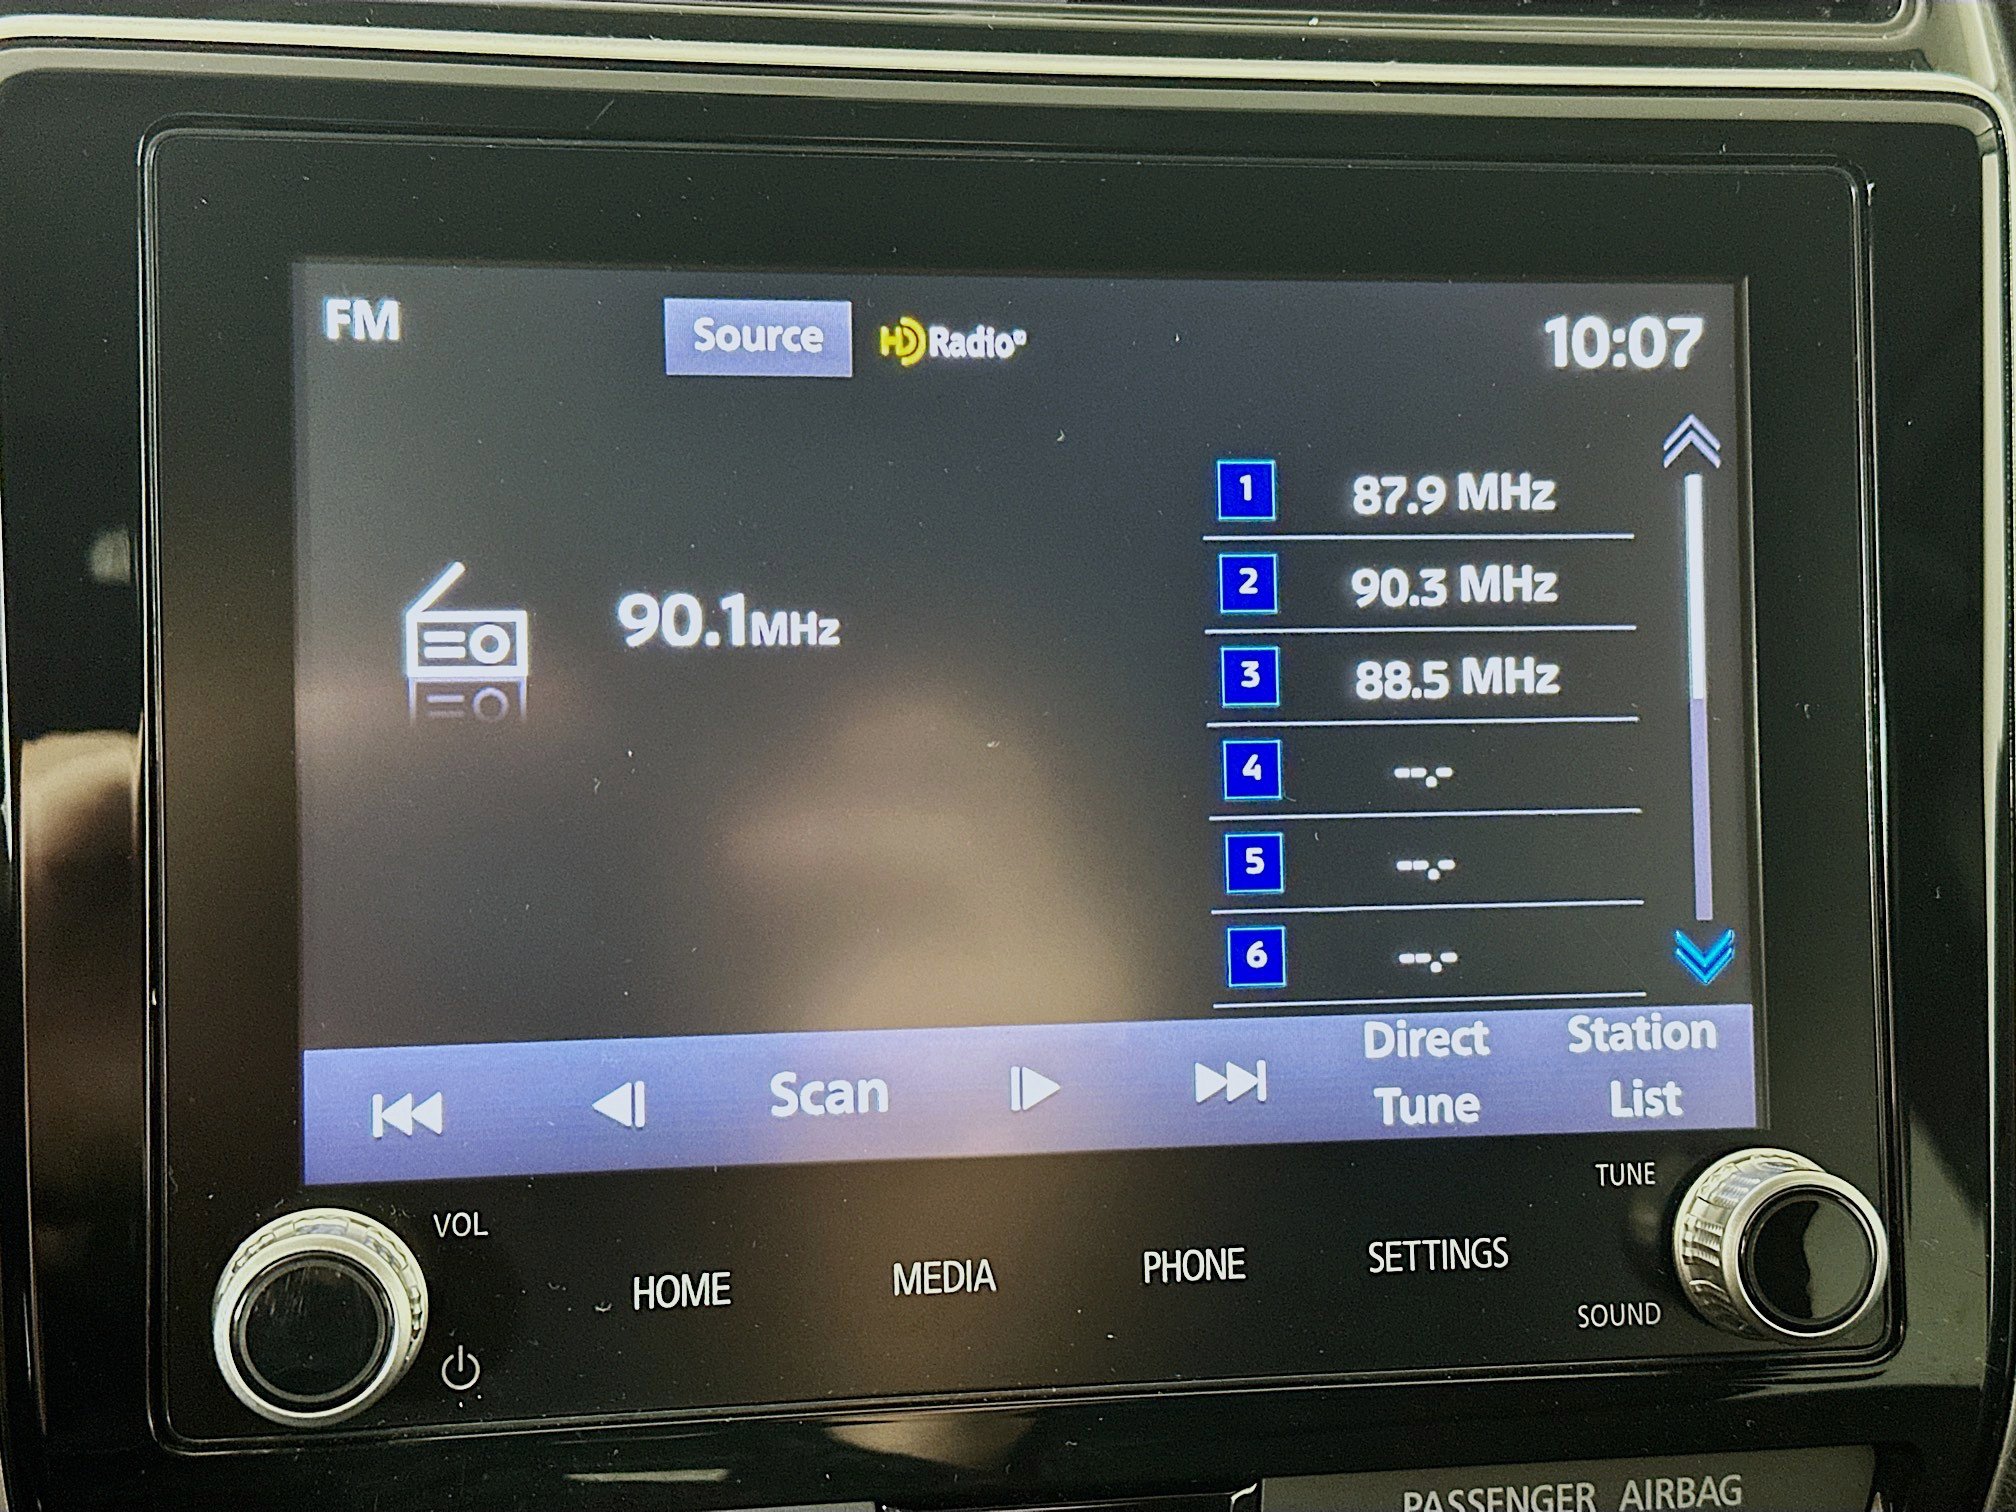 FM
Source
HD Radio
10:07
90.1MHz
1 87.9 MHz
2 90.3 MHz
3 88.5 MHz
4 --.-
5 --.-
6 --.-
Scan
Direct
Tune
Station
List
VOL
HOME
MEDIA
PHONE
SETTINGS
TUNE
SOUND
PASSENGER AIRBAG